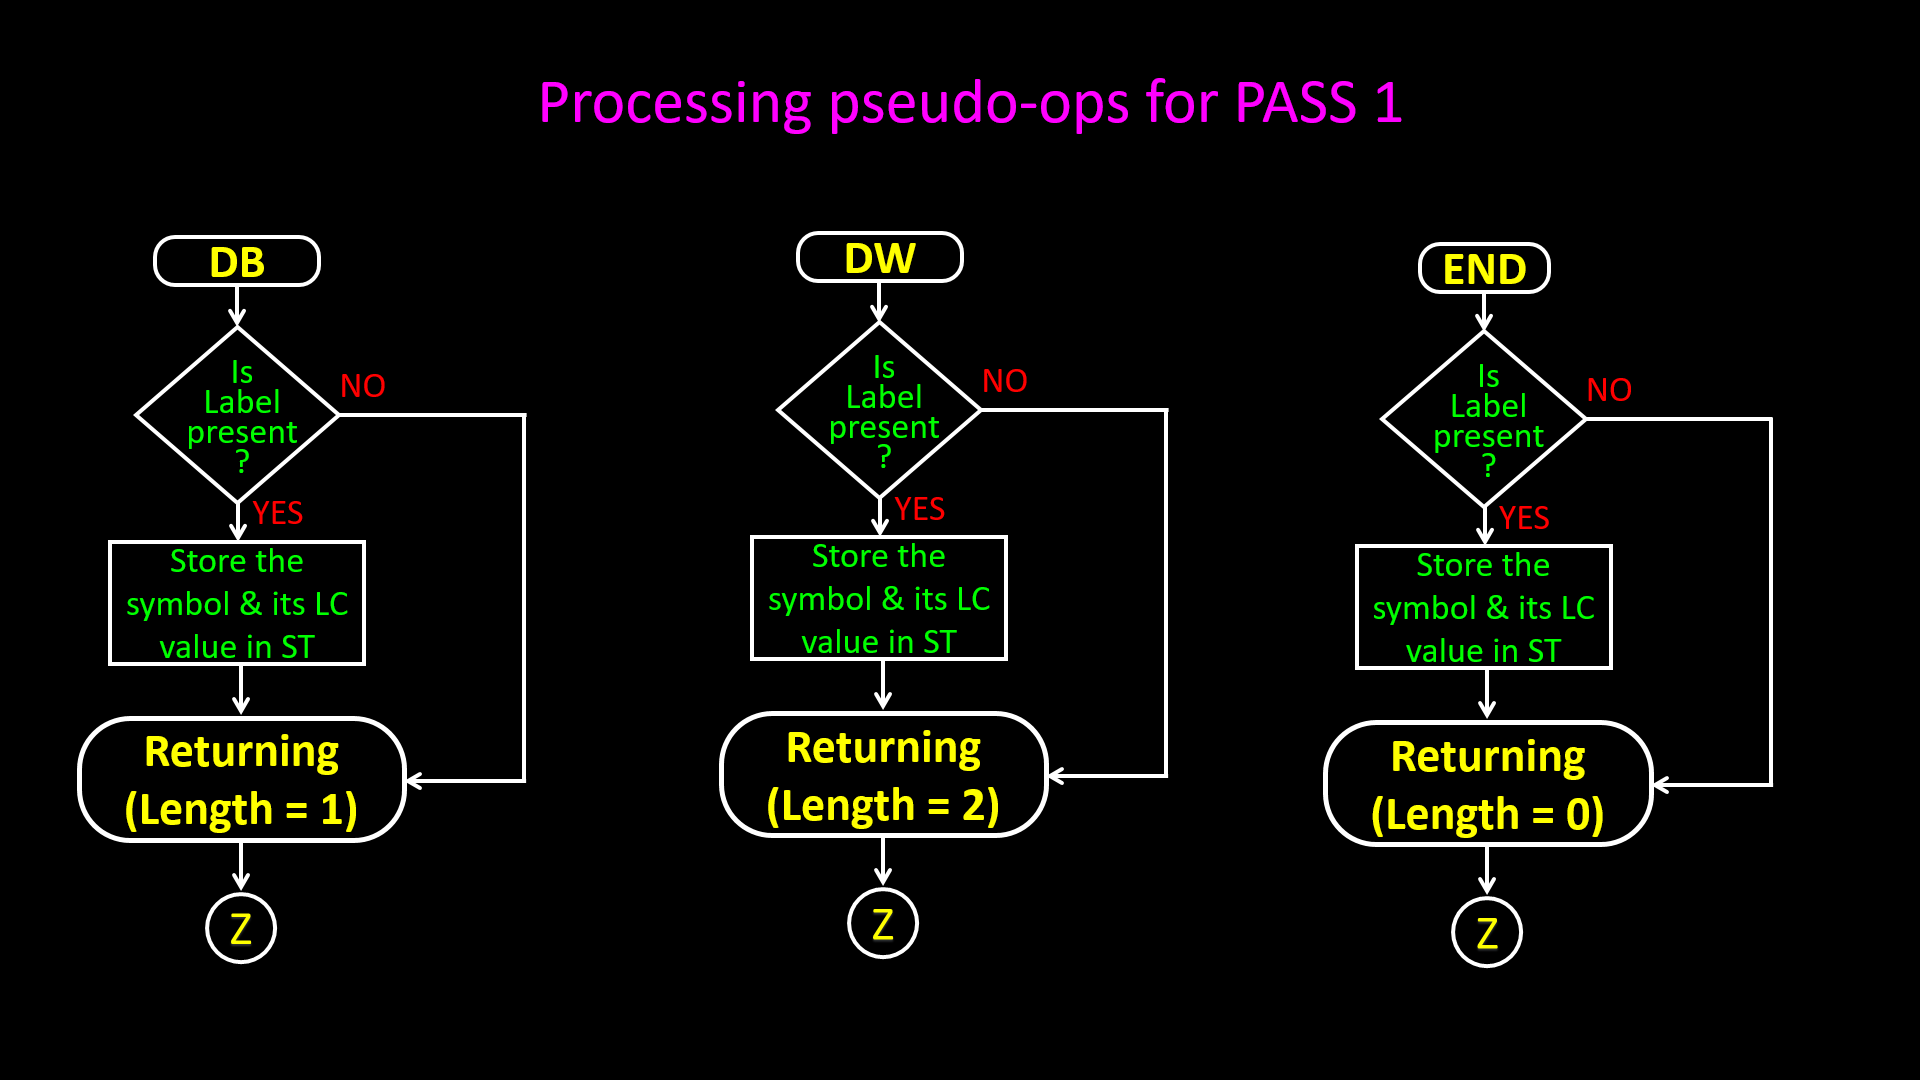 Processing pseudo-ops for PASS 1
DB
Is
Label
present
?
NO
YES
Store the
symbol & its LC
value in ST
Returning
(Length = 1)
Z
DW
Is
Label
present
?
NO
YES
Store the
symbol & its LC
value in ST
Returning
(Length = 2)
Z
END
Is
Label
present
?
NO
YES
Store the
symbol & its LC
value in ST
Returning
(Length = 0)
Z